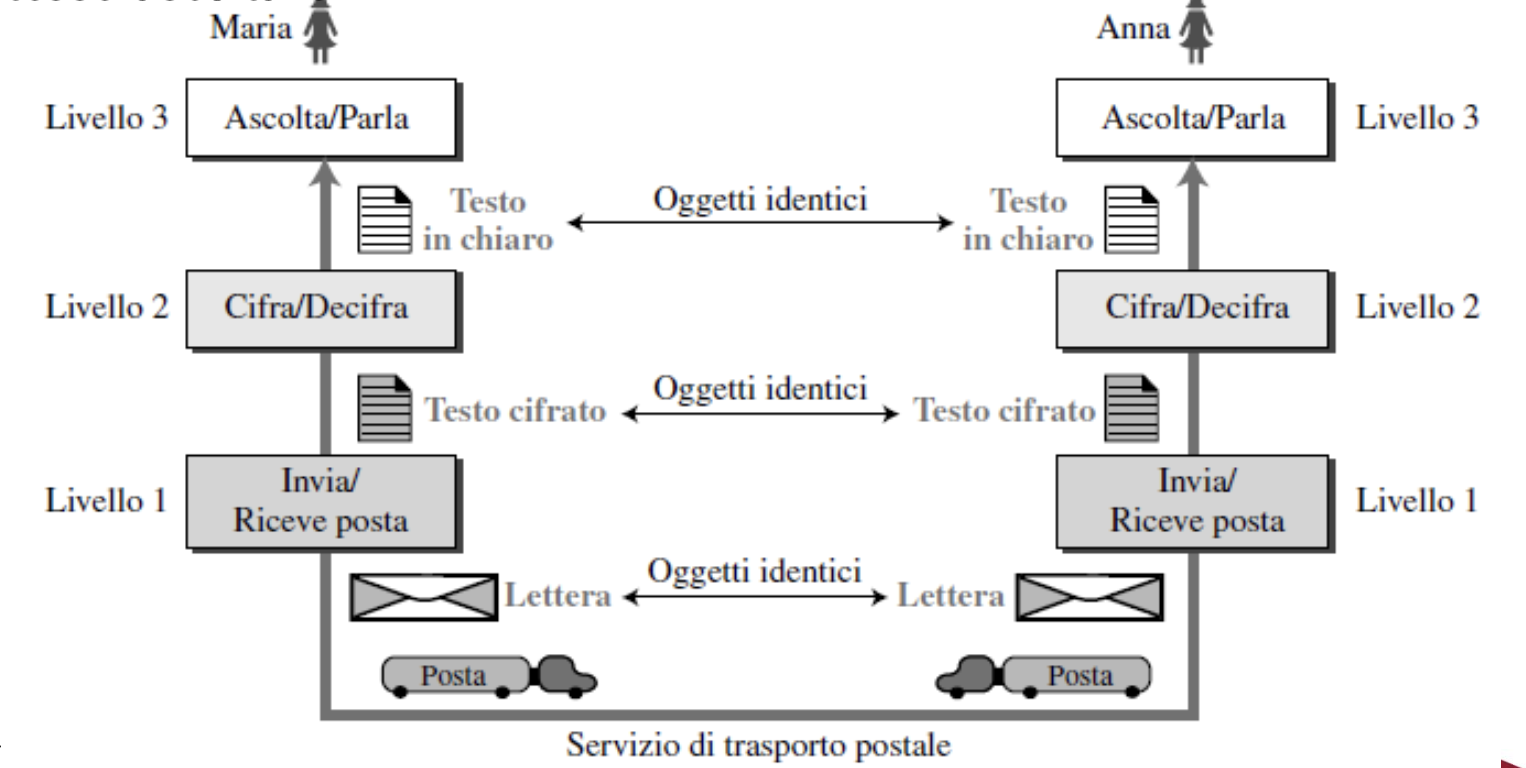 Maria
Anna
Livello 3
Ascolta/Parla
Ascolta/Parla
Livello 3
Testo
in chiaro
Oggetti identici
Testo
in chiaro
Livello 2
Cifra/Decifra
Cifra/Decifra
Livello 2
Testo cifrato
Oggetti identici
Testo cifrato
Livello 1
Invia/
Riceve posta
Invia/
Riceve posta
Livello 1
Lettera
Oggetti identici
Lettera
Posta
Posta
Servizio di trasporto postale